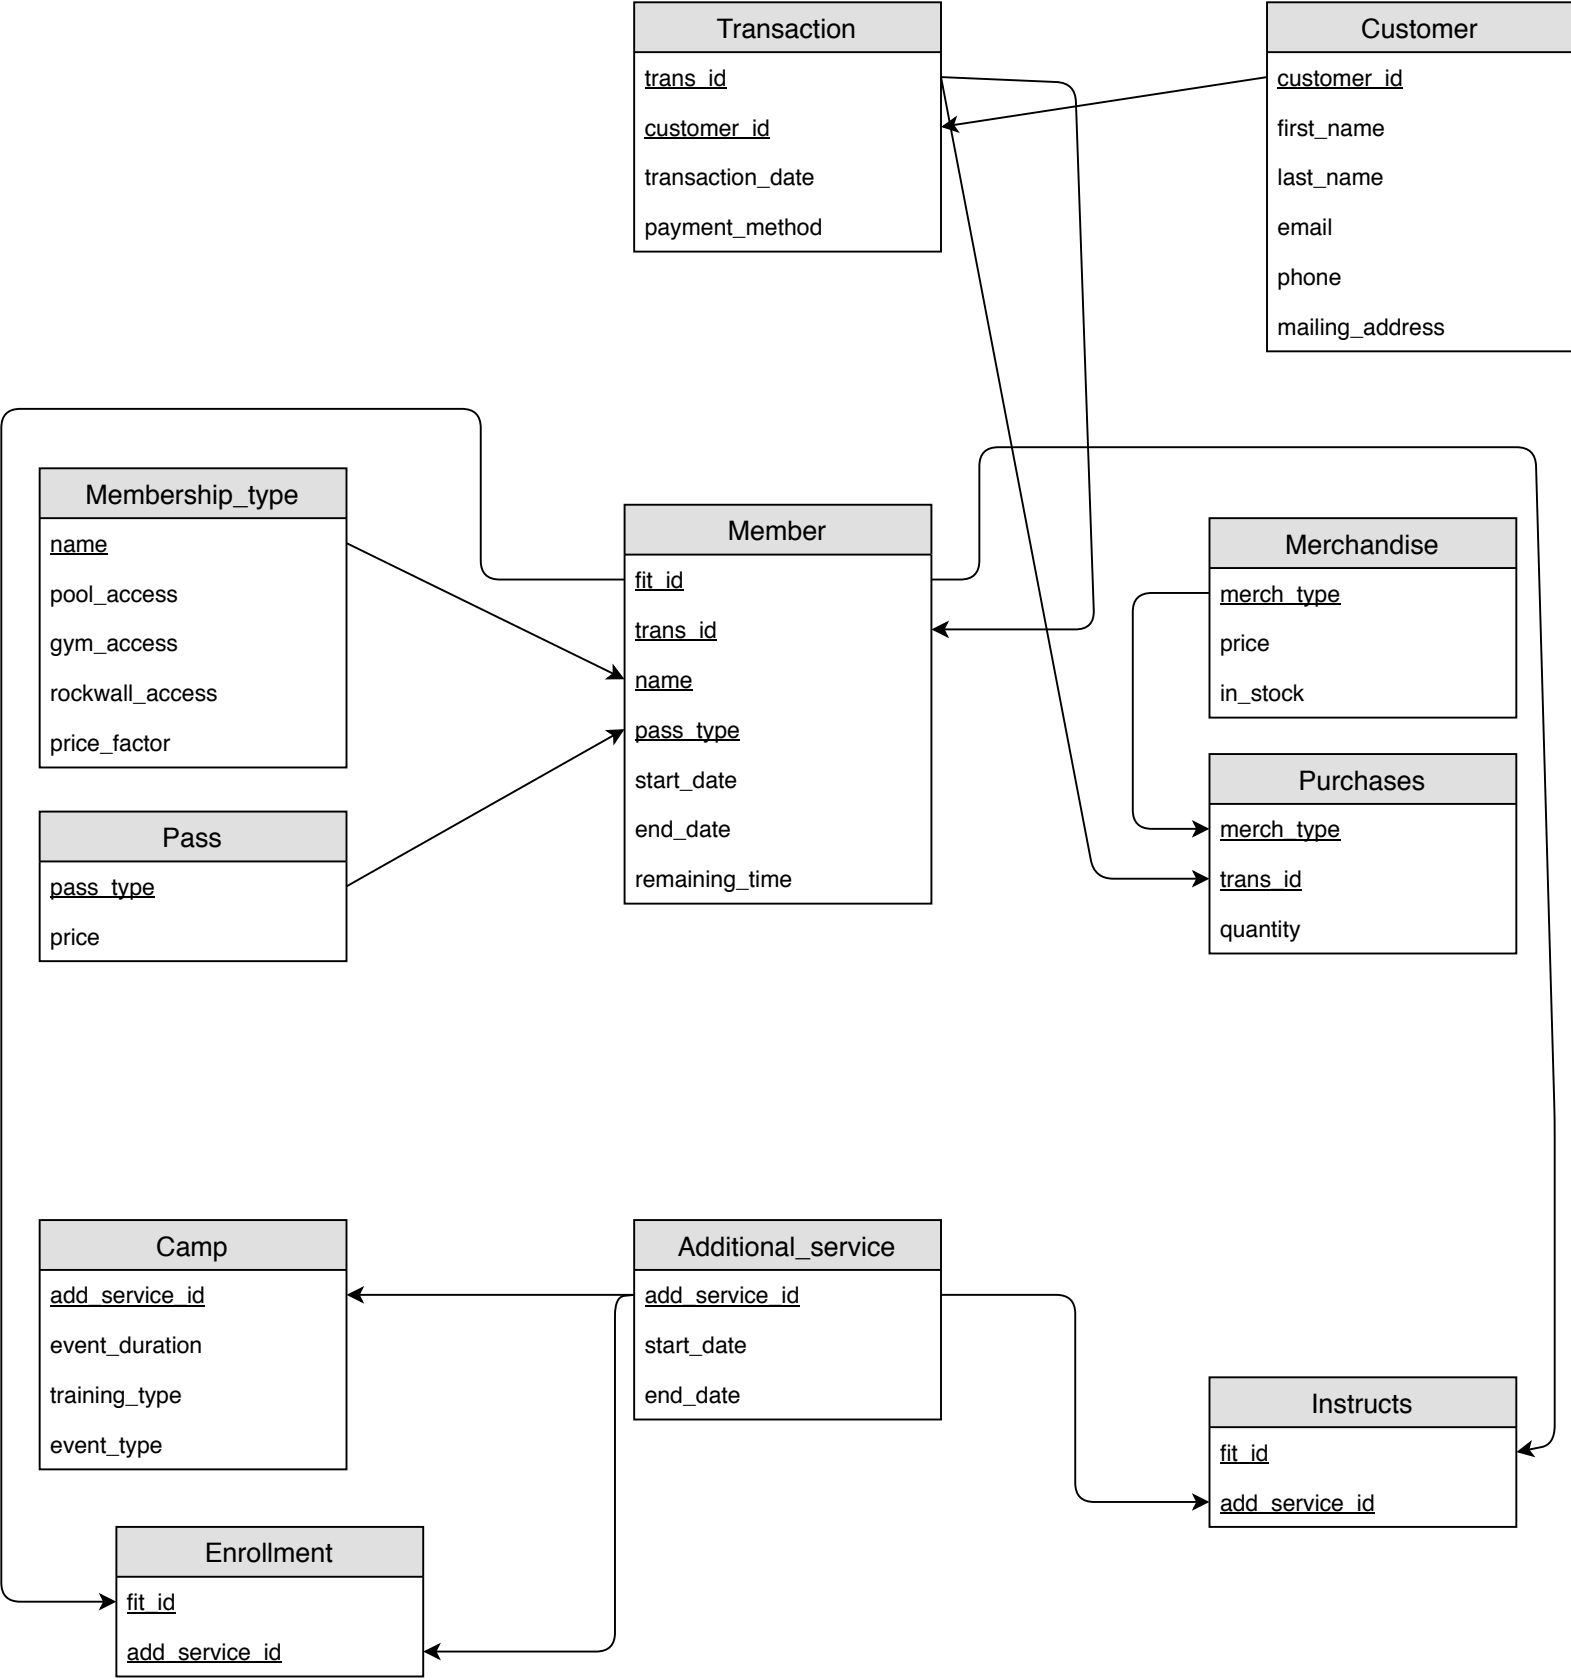 Transaction
trans_id
customer_id
transaction_date
payment_method
Customer
customer_id
first_name
last_name
email
phone
mailing_address
Membership_type
name
pool_access
gym_access
rockwall_access
price_factor
Pass
pass_type
price
Member
fit_id
trans_id
name
pass_type
start_date
end_date
remaining_time
Merchandise
merch_type
price
in_stock
Purchases
merch_type
trans_id
quantity
Camp
add_service_id
event_duration
training_type
event_type
Additional_service
add_service_id
start_date
end_date
Instructs
fit_id
add_service_id
Enrollment
fit_id
add_service_id